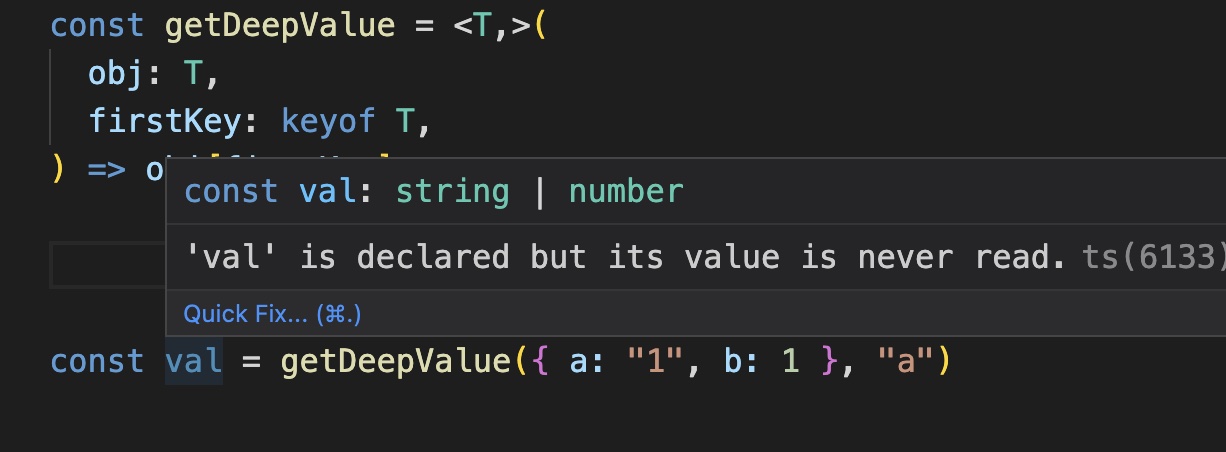 const getDeepValue = <T,>(
obj: T,
firstKey: keyof T,
) => o
const val: string | number
'val' is declared but its value is never read. ts(6133)
Quick Fix... (⌘.)
const val = getDeepValue({ a: "1", b: 1 }, "a")